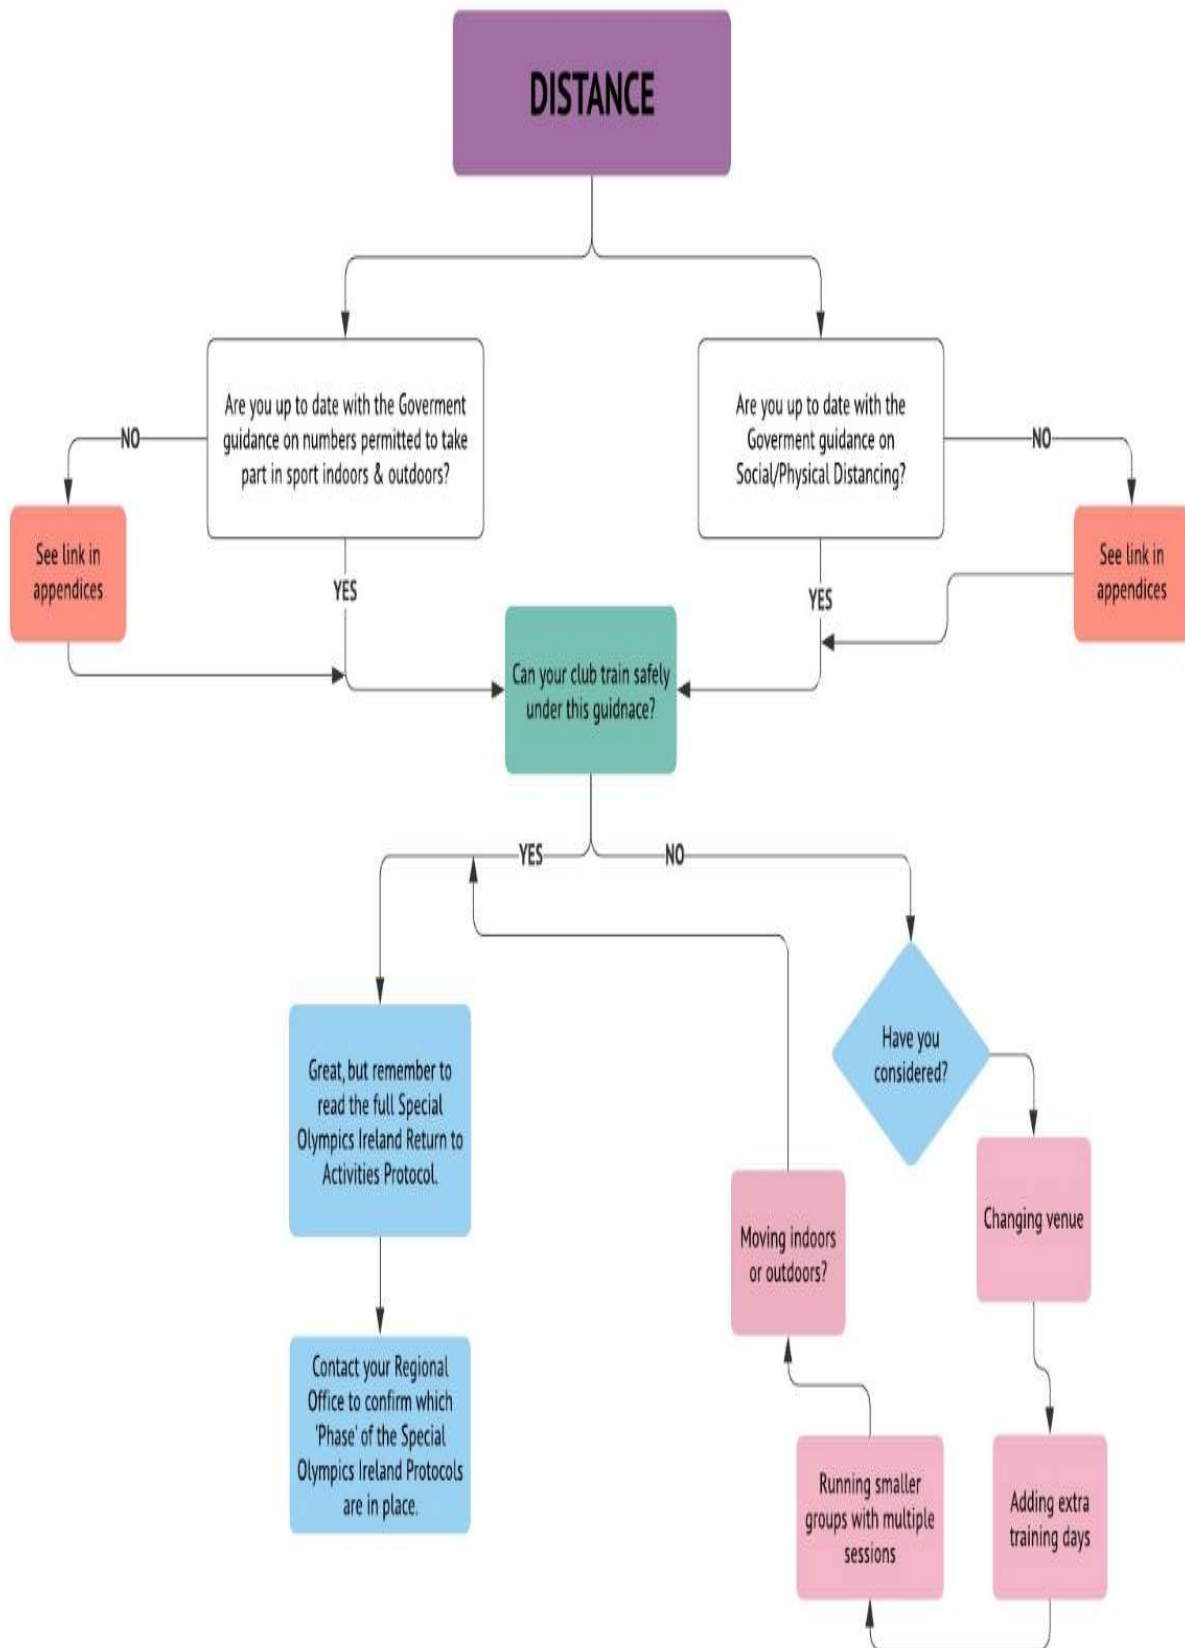 DISTANCE
Are you up to date with the Goverment
guidance on numbers permitted to take
part in sport indoors & outdoors?
Are you up to date with the
Goverment guidance on
Social/Physical Distancing?
NO
NO
See link in
appendices
YES
YES
See link in
appendices
Can your club train safely
under this guidnace?
YES
NO
Great, but remember to
read the full Special
Olympics Ireland Return to
Activities Protocol.
Have you
considered?
Changing venue
Moving indoors
or outdoors?
Contact your Regional
Office to confirm which
'Phase' of the Special
Olympics Ireland Protocols
are in place.
Running smaller
groups with multiple
sessions
Adding extra
training days